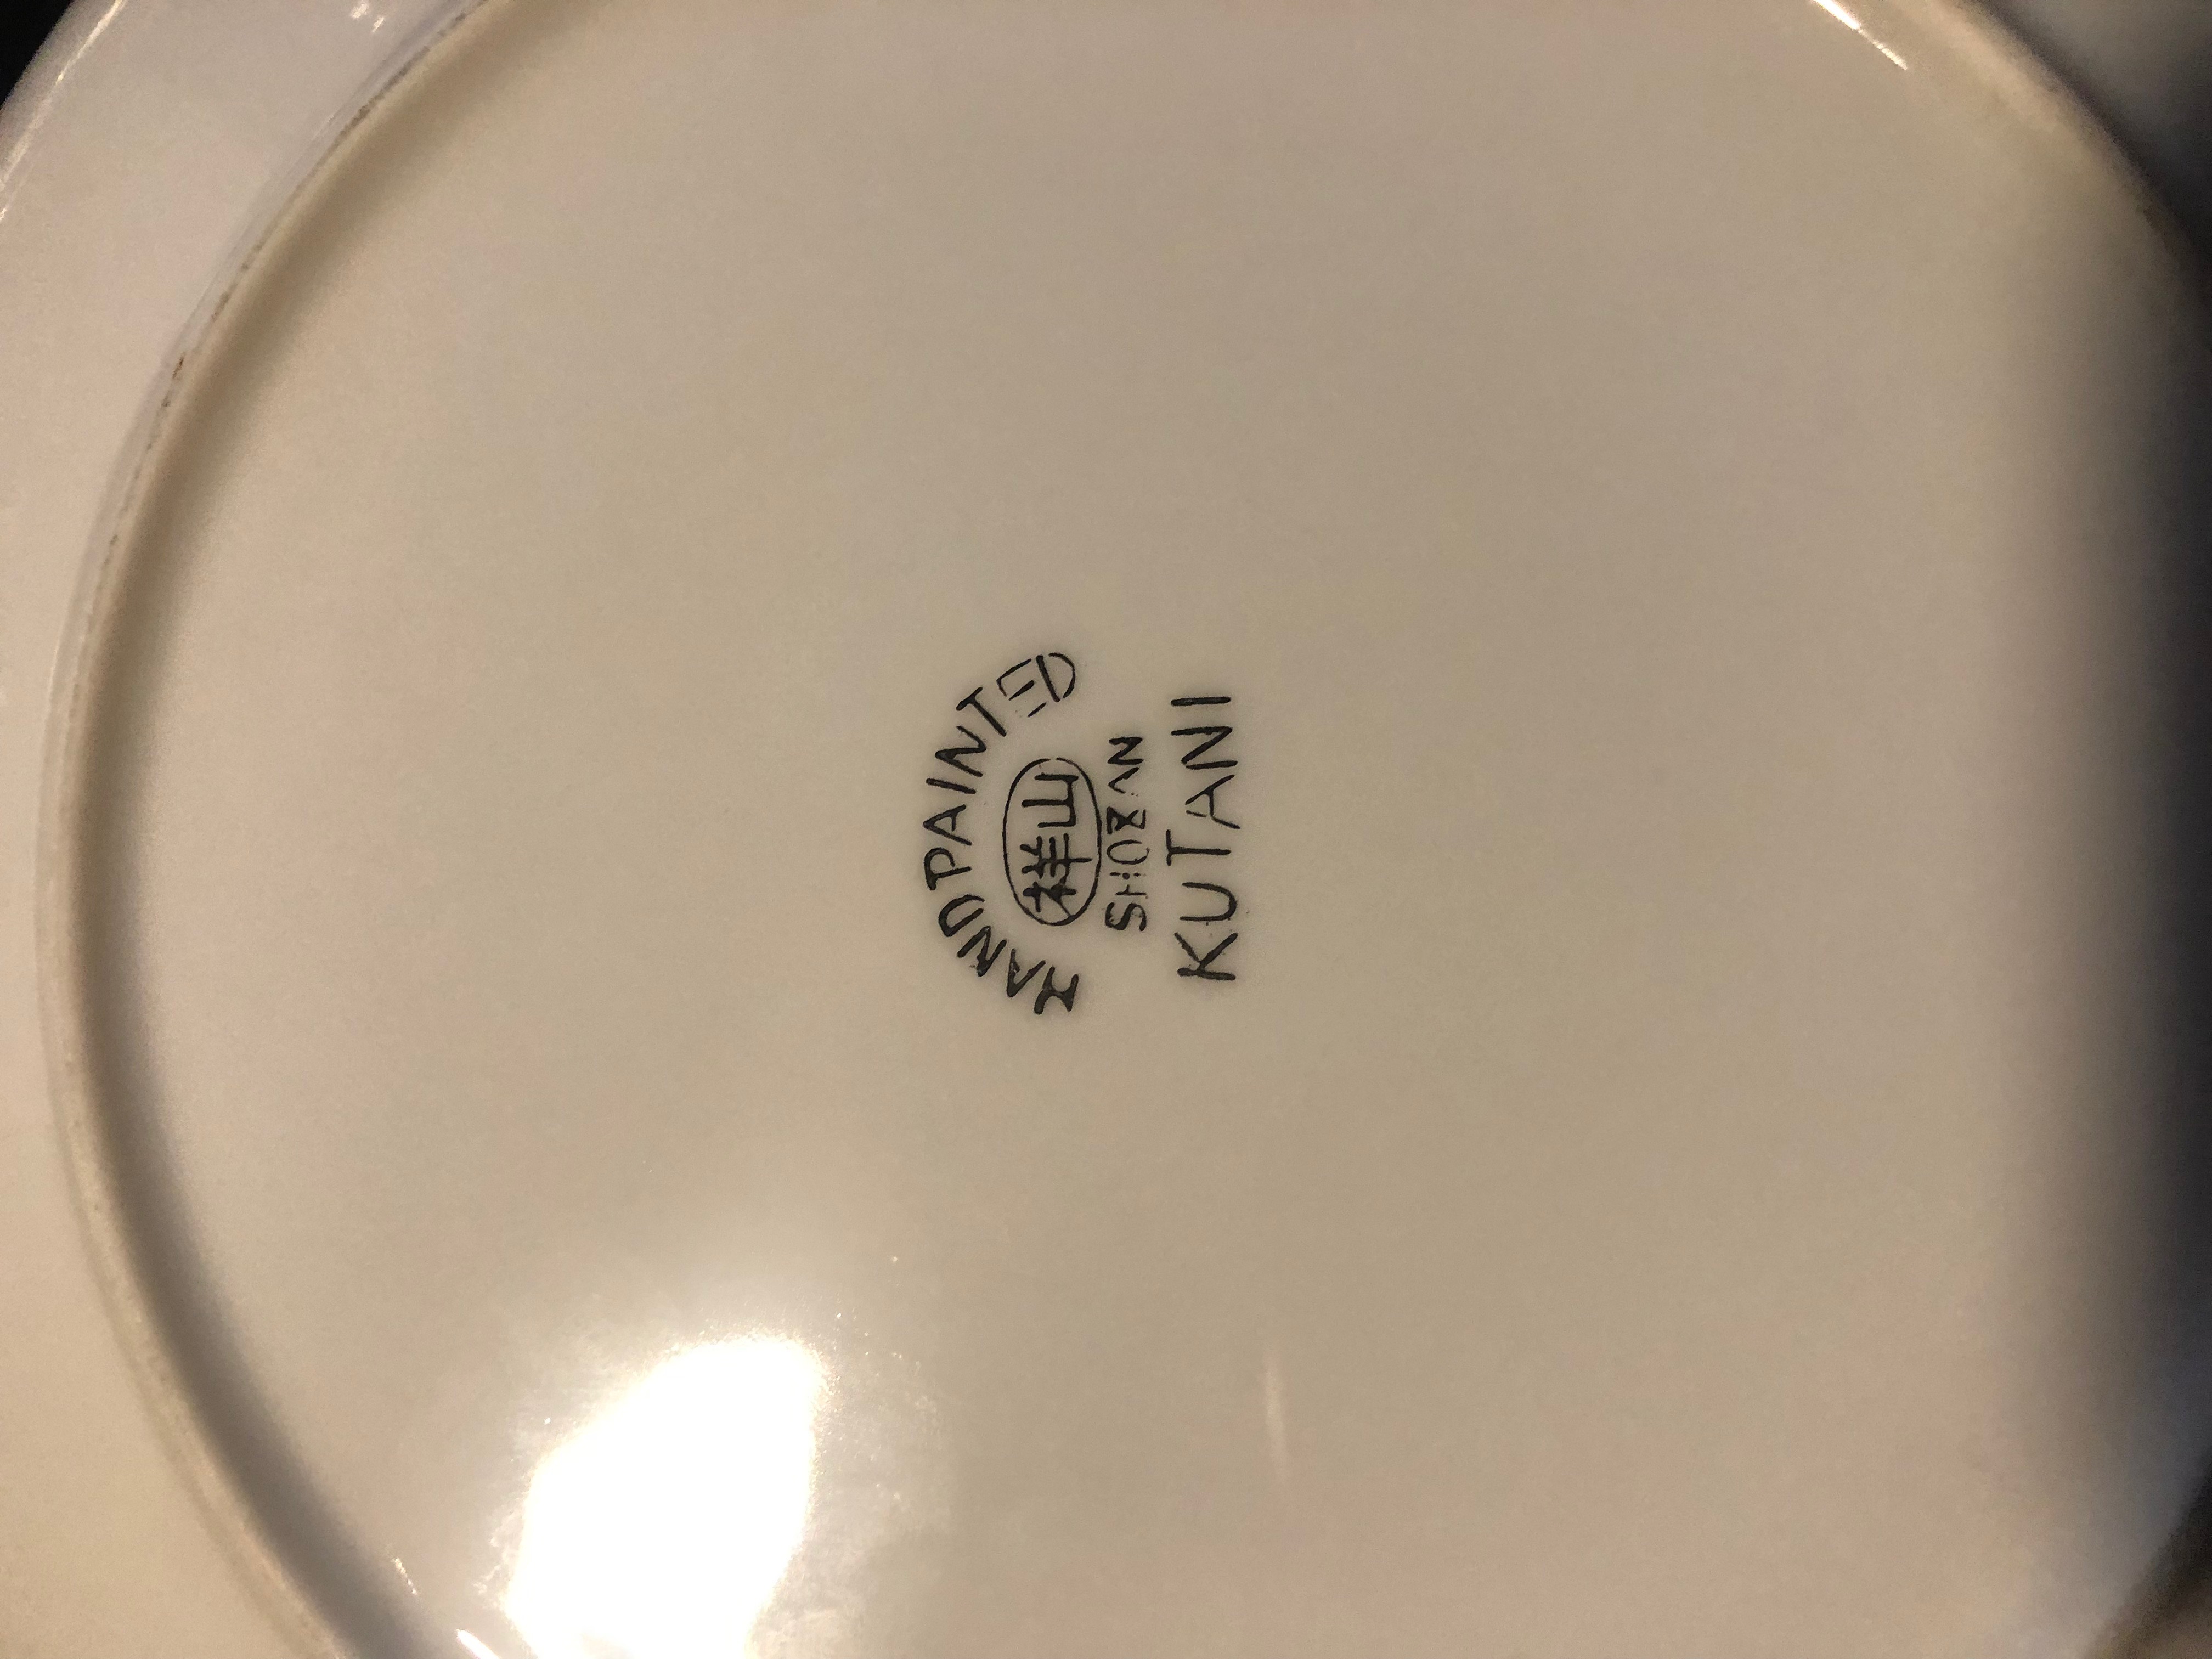 HAND PAINTED
祥山
SHOZAN
KUTANI